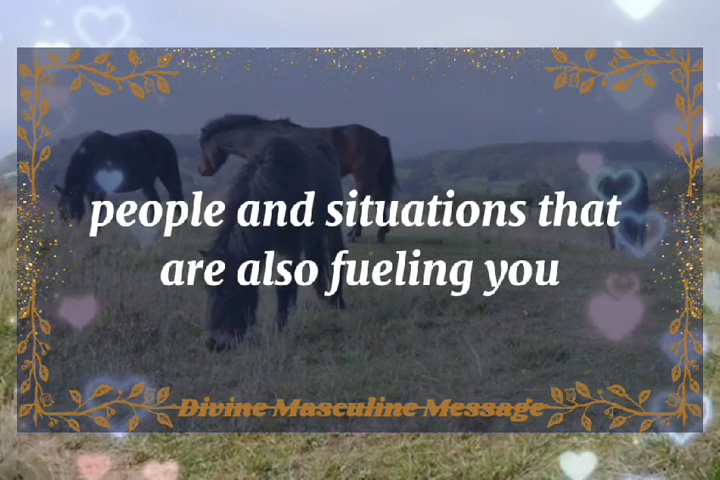 people and situations that
are also fueling you
Divine Masculine Message